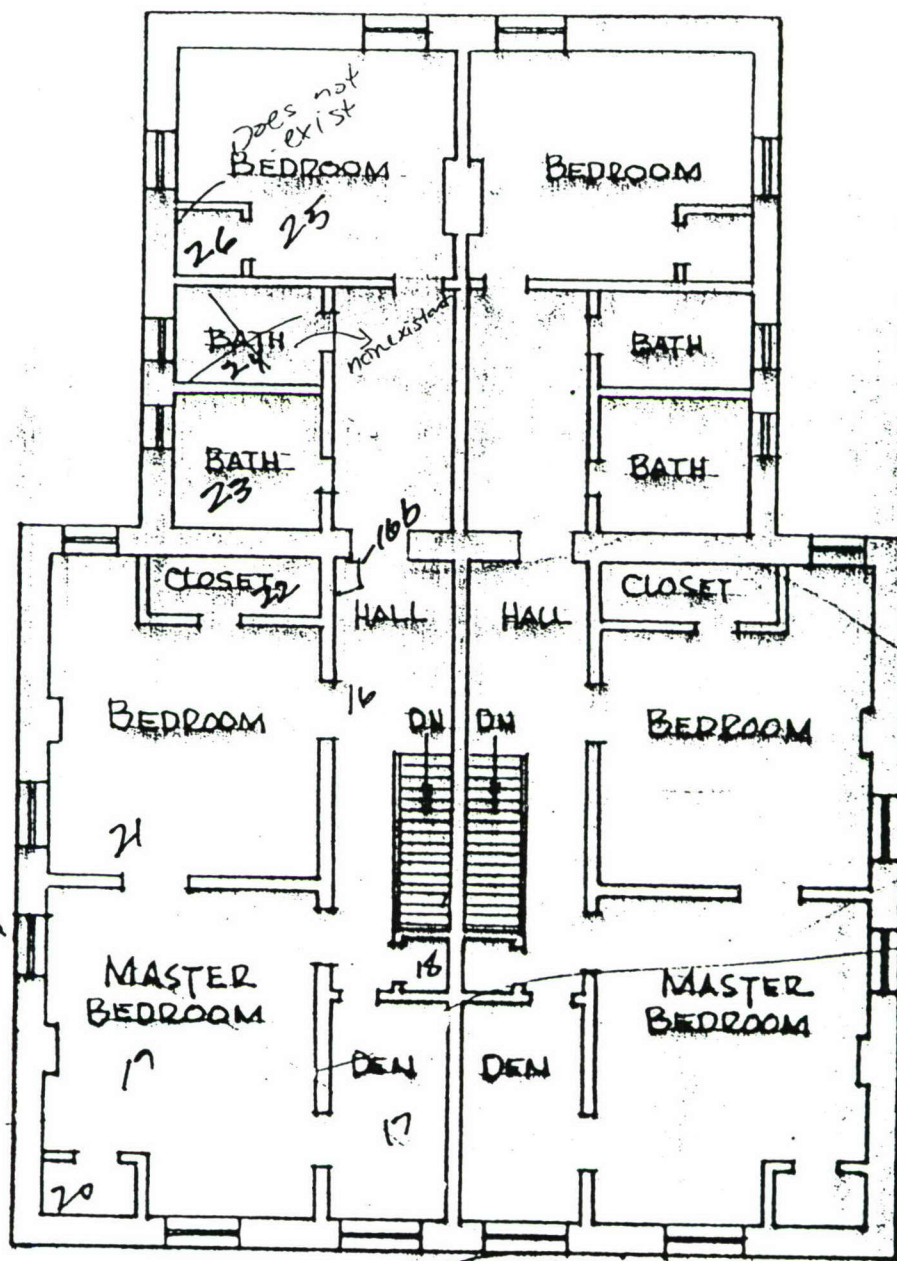 Does not
exist
BEDROOM
BEDROOM
26
25
BATH
24
nonexistant
BATH
BATH
23
BATH
16b
CLOSET
22
CLOSET
HALL
HALL
16
DN
DN
BEDROOM
BEDROOM
21
18
MASTER
BEDROOM
MASTER
BEDROOM
DEN
DEN
17
20